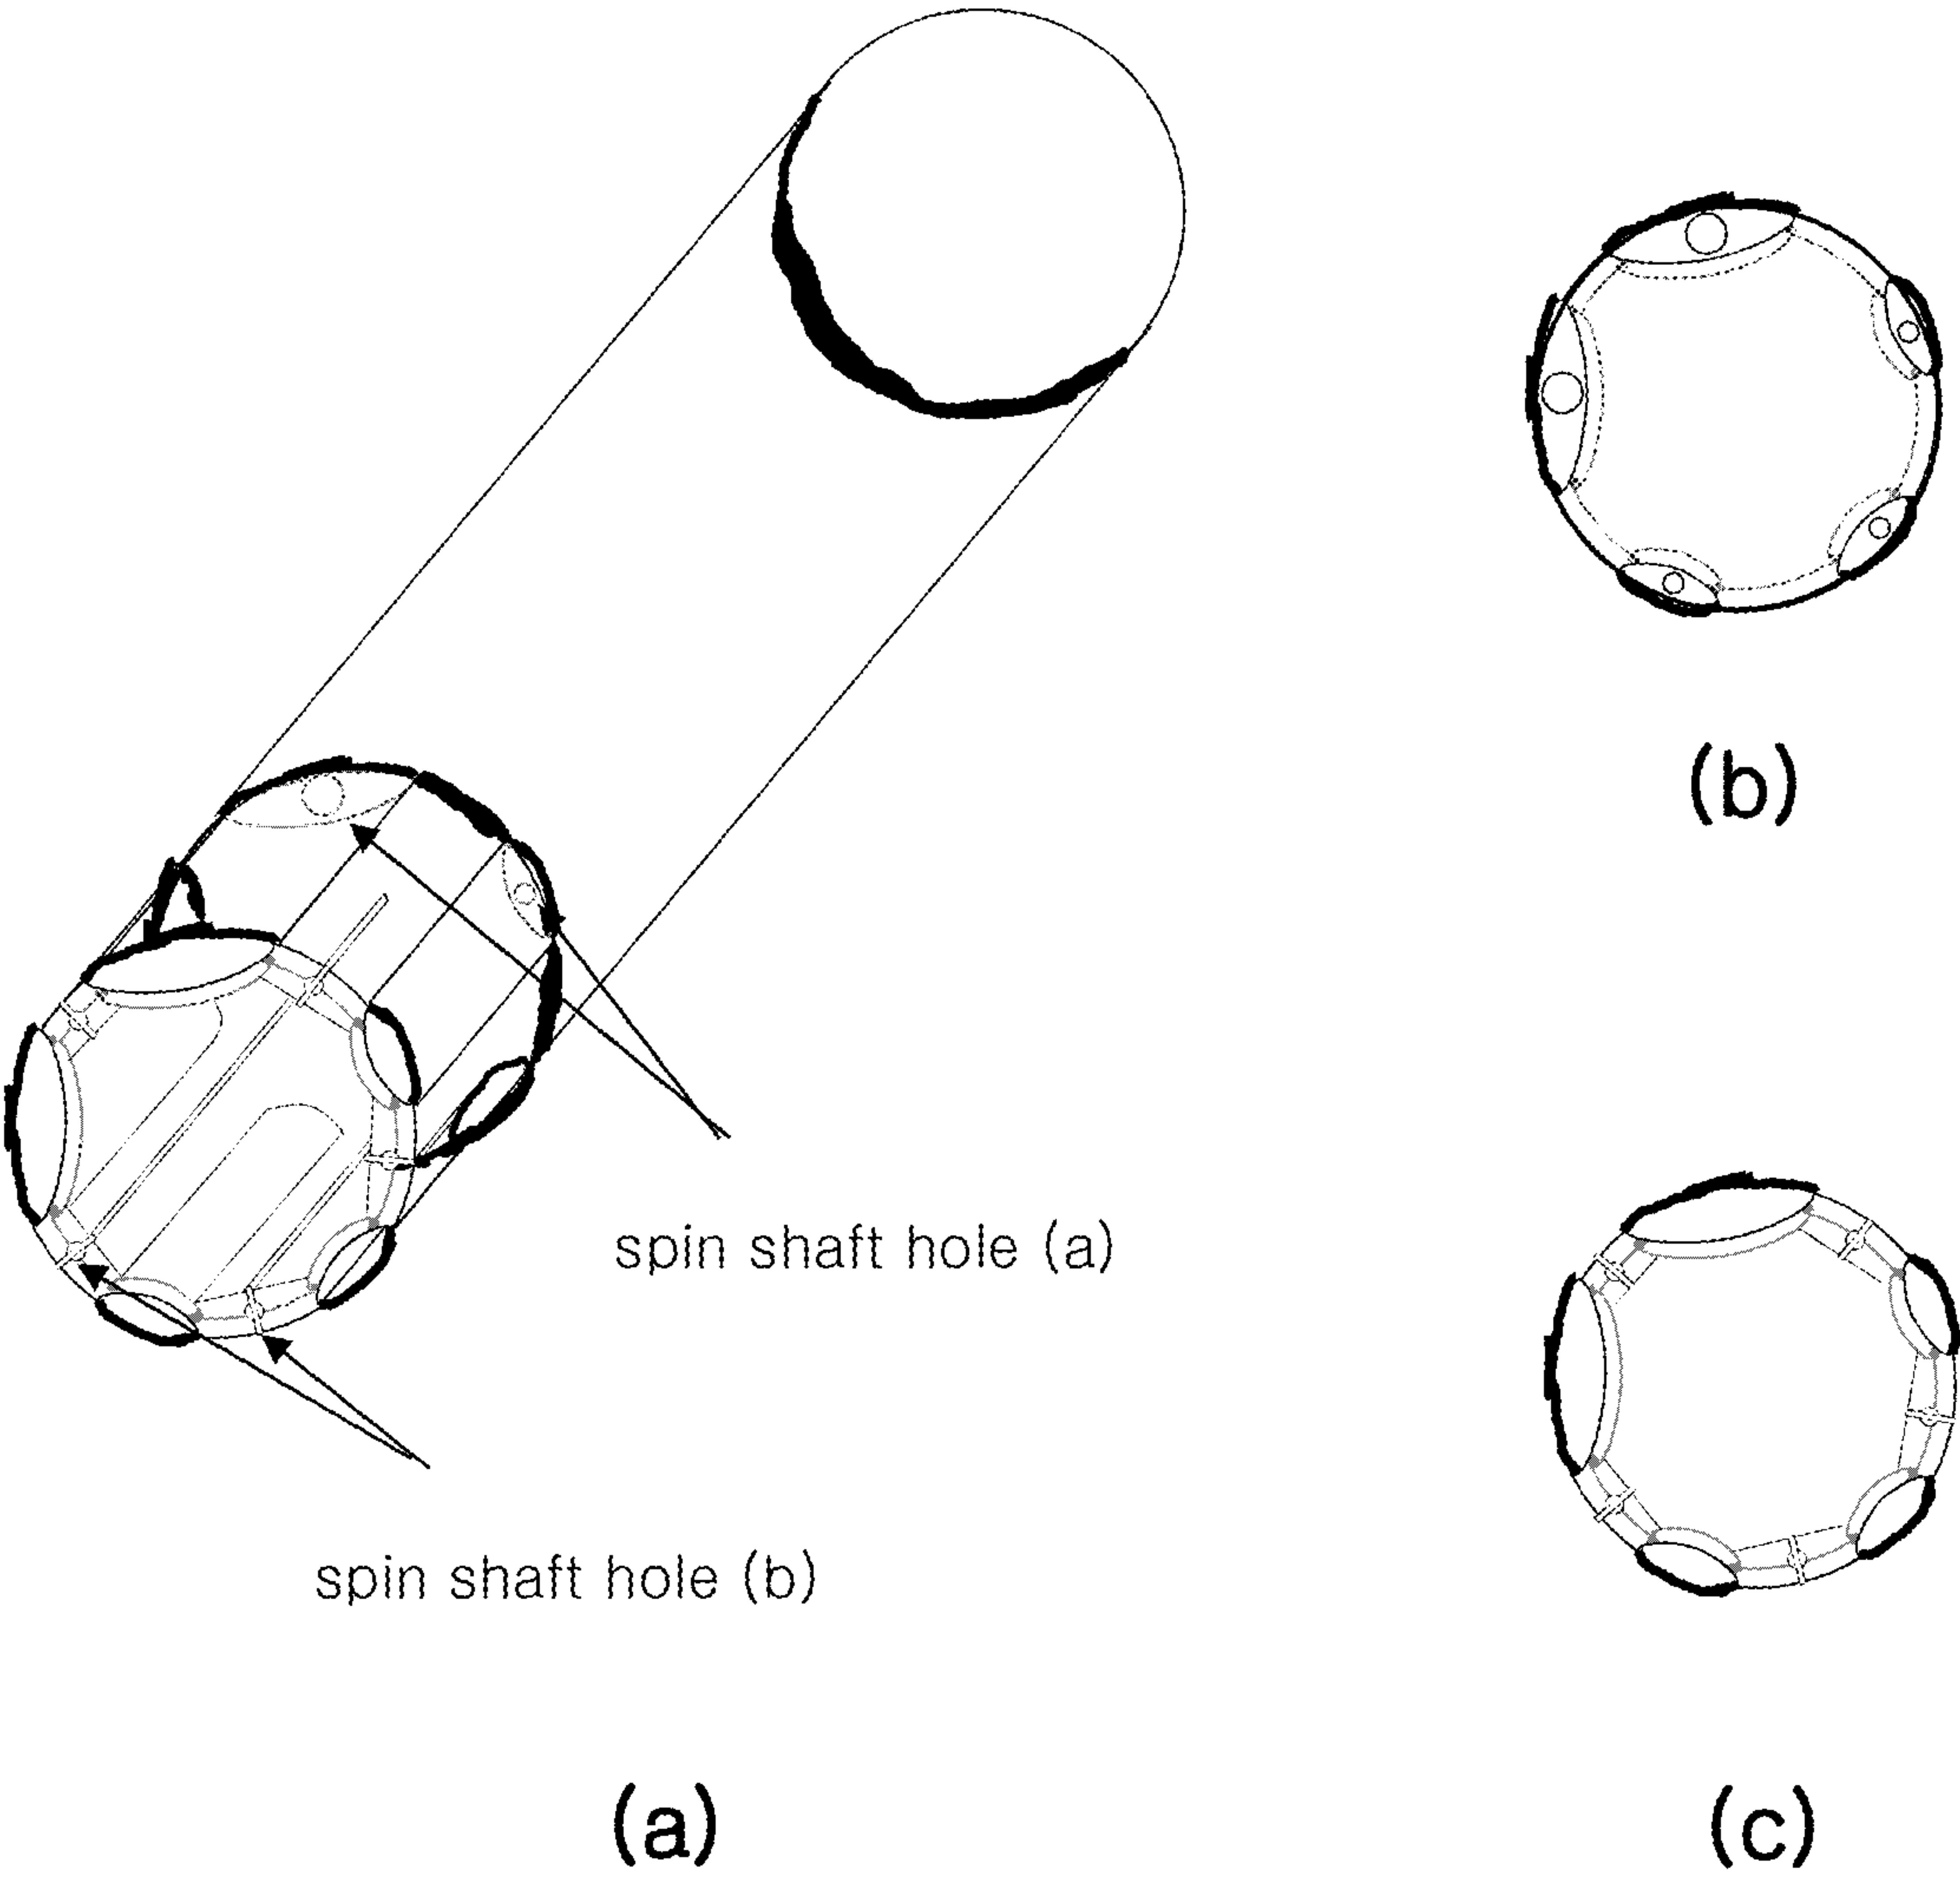 (b)
spin shaft hole (a)
spin shaft hole (b)
(a)
(c)